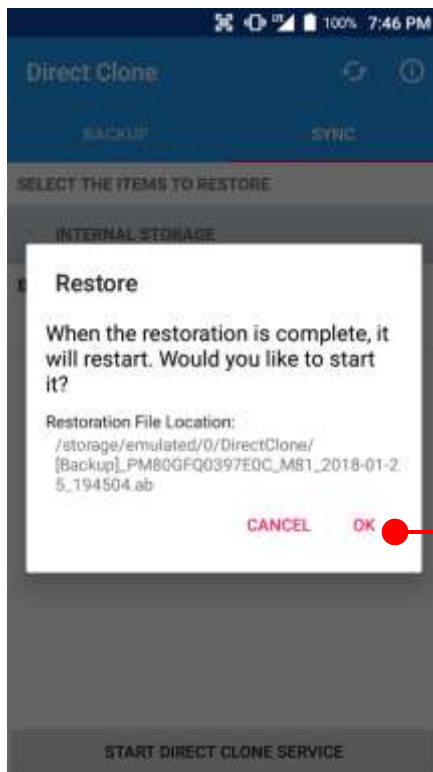 100% 7:46 PM
Direct Clone
BACKUP SYNC
SELECT THE ITEMS TO RESTORE
INTERNAL STORAGE
Restore
When the restoration is complete, it
will restart. Would you like to start
it?
Restoration File Location:
/storage/emulated/0/DirectClone/
[Backup]_PM80GFQ0397E0C_M81_2018-01-2
5_194504.ab
CANCEL OK
START DIRECT CLONE SERVICE